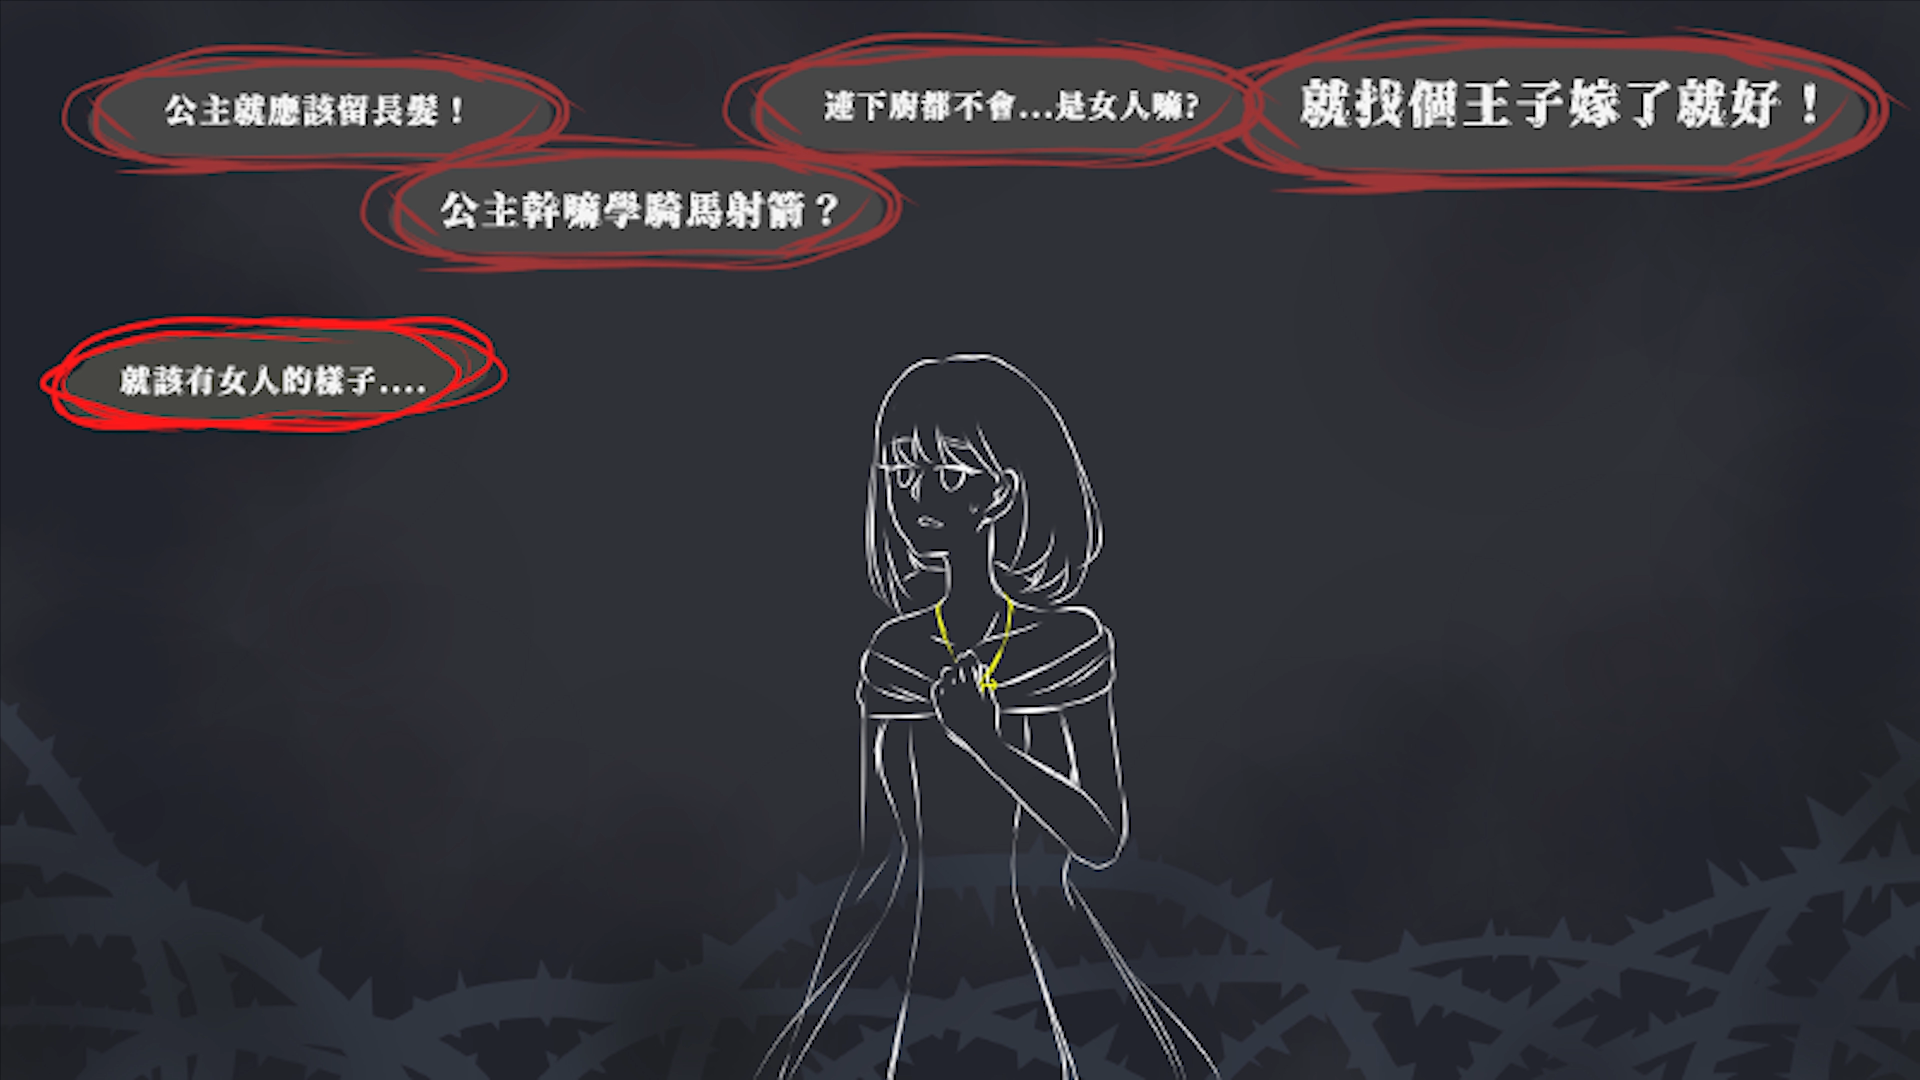 公主就應該留長髮！
連下廚都不會...是女人嘛?
就找個王子嫁了就好！
公主幹嘛學騎馬射箭？
就該有女人的樣子....